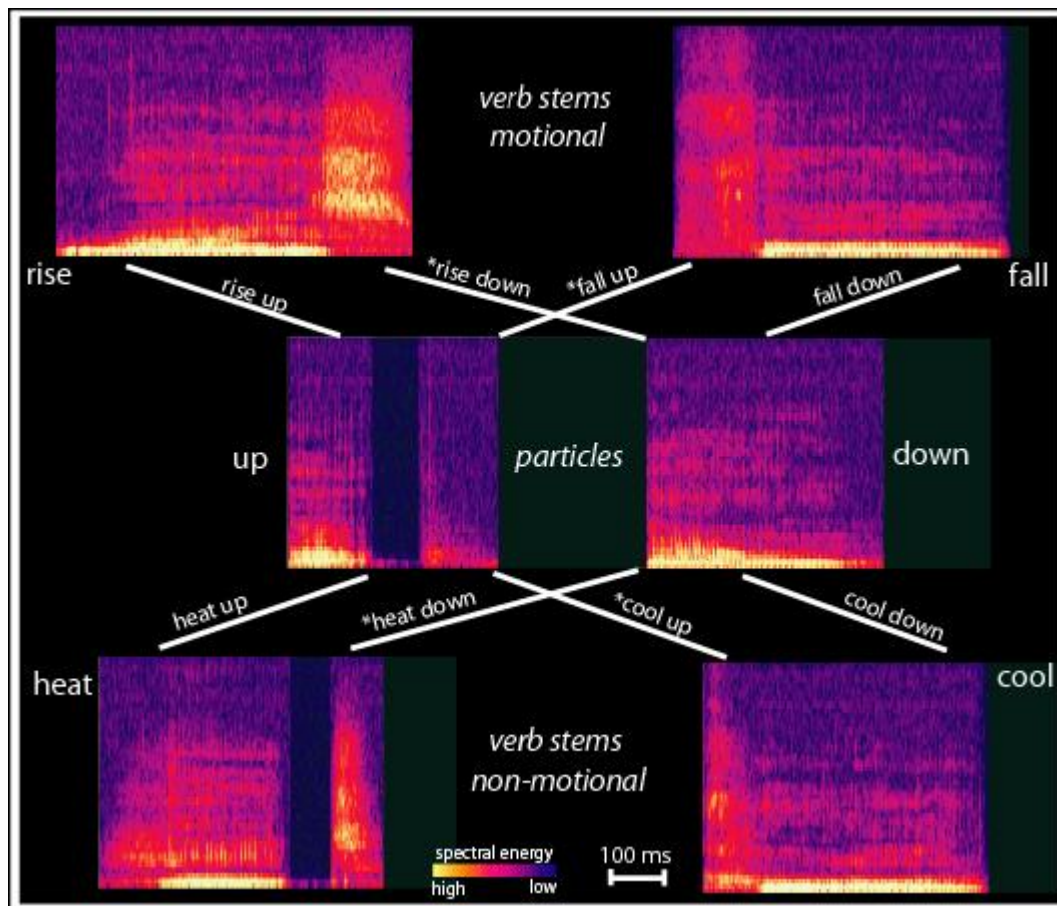 verb stems
motional
rise
fall
rise up
*rise down
*fall up
fall down
up
particles
down
heat up
*heat down
*cool up
cool down
heat
cool
verb stems
non-motional
spectral energy
high
low
100 ms